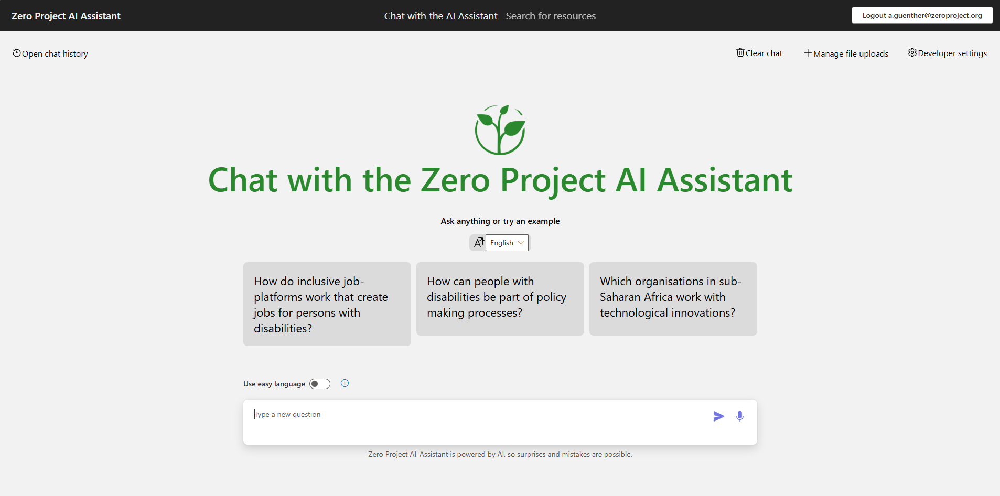 Zero Project AI Assistant
Chat with the AI Assistant
Search for resources
Logout a.guenther@zeroproject.org
Open chat history
Clear chat
Manage file uploads
Developer settings
Chat with the Zero Project AI Assistant
Ask anything or try an example
English
How do inclusive job-
platforms work that create
jobs for persons with
disabilities?
How can people with
disabilities be part of policy
making processes?
Which organisations in sub-
Saharan Africa work with
technological innovations?
Use easy language
Type a new question
Zero Project AI-Assistant is powered by AI, so surprises and mistakes are possible.